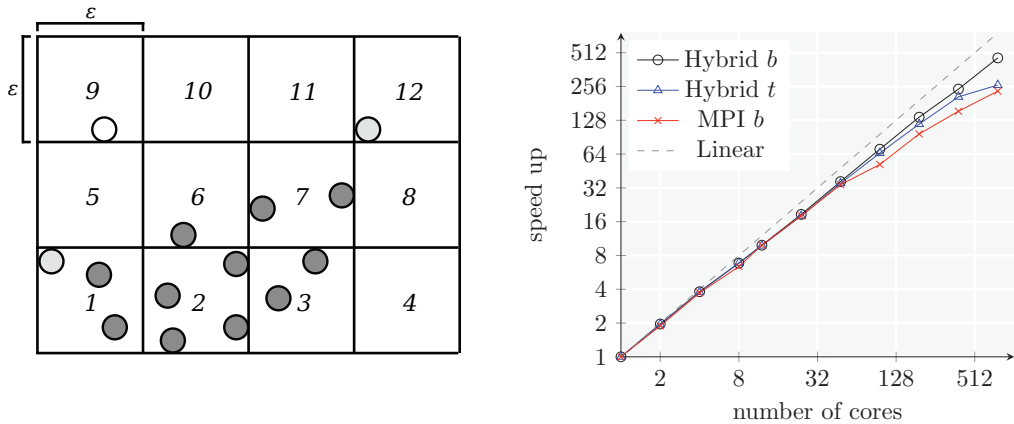 ε
ε
9 10 11 12
5 6 7 8
1 2 3 4
Hybrid b
Hybrid t
MPI b
Linear
speed up
512
256
128
64
32
16
8
4
2
1
2 8 32 128 512
number of cores